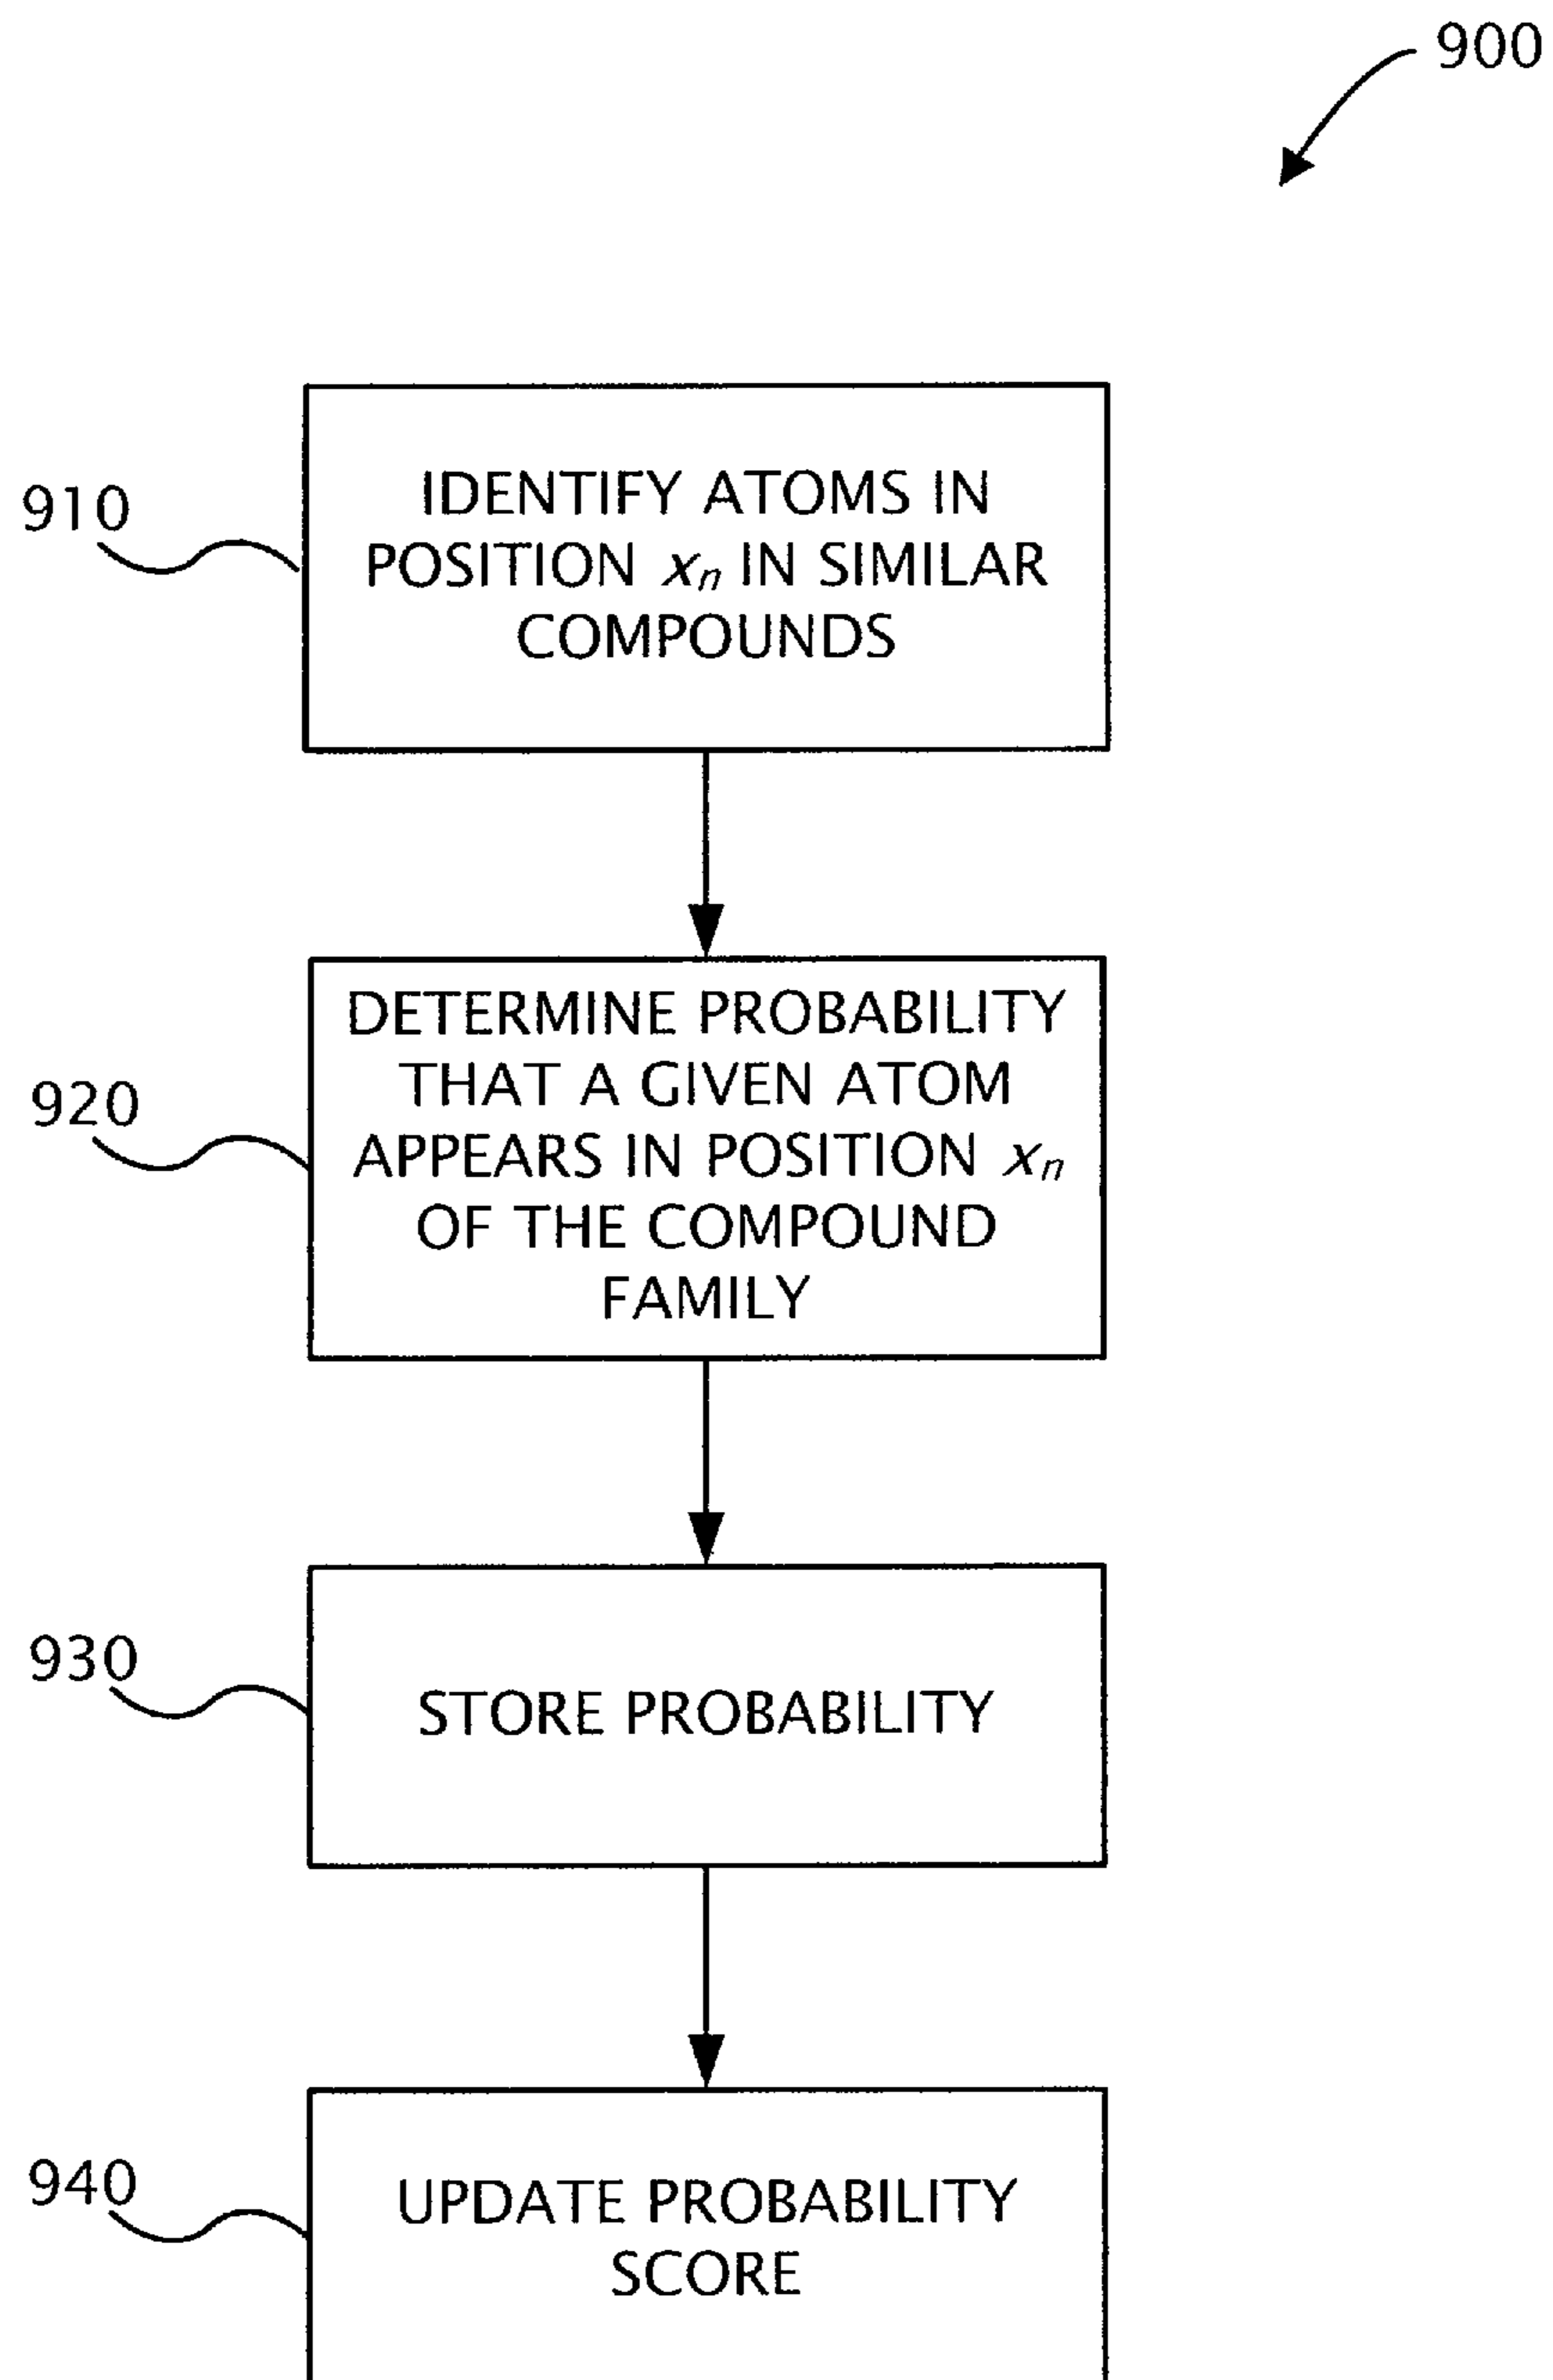 900
910
IDENTIFY ATOMS IN
POSITION xₙ IN SIMILAR
COMPOUNDS
920
DETERMINE PROBABILITY
THAT A GIVEN ATOM
APPEARS IN POSITION xₙ
OF THE COMPOUND
FAMILY
930
STORE PROBABILITY
940
UPDATE PROBABILITY
SCORE